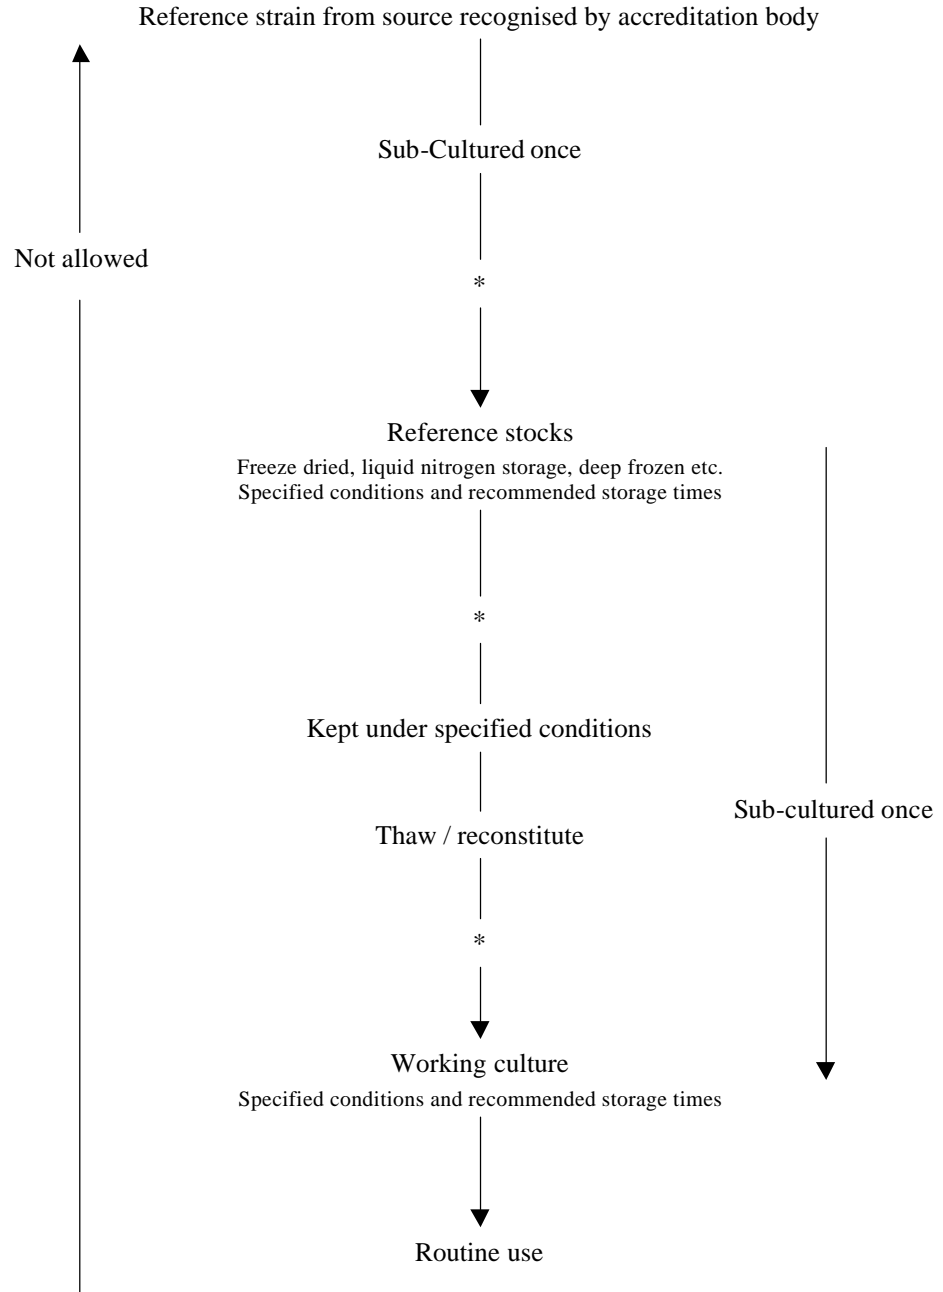 Reference strain from source recognised by accreditation body
Sub-Cultured once
Not allowed
*
Reference stocks
Freeze dried, liquid nitrogen storage, deep frozen etc.
Specified conditions and recommended storage times
*
Kept under specified conditions
Sub-cultured once
Thaw / reconstitute
*
Working culture
Specified conditions and recommended storage times
Routine use